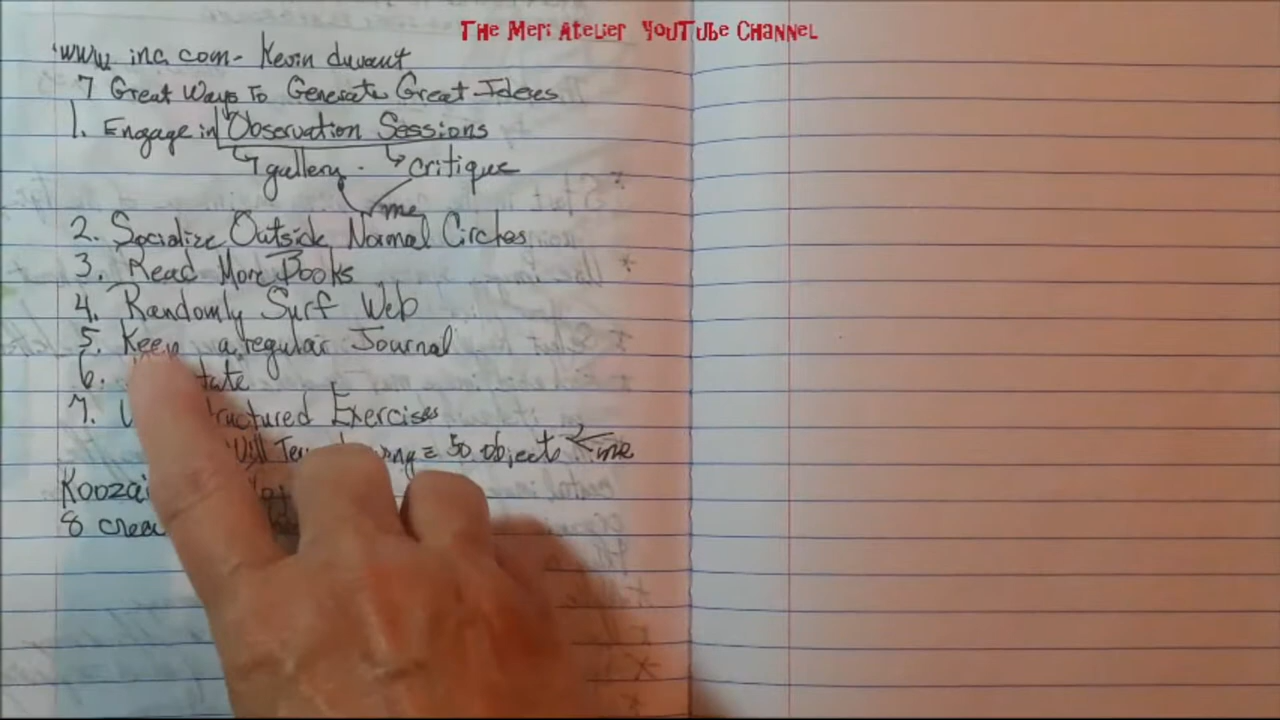 The Meri Atelier YouTube Channel
www. inc. com- Kevin
7 Great Ways To Generate Great Ideas
1. Engage in Observation Sessions
gallery - critique
me
2. Socialize Outside Normal Circles
3. Read More Books
4. Randomly Surf Web
5. Keep a regular Journal
6. tate
7. ructured Exercises
= 50 objects me
Koozai
8 crea